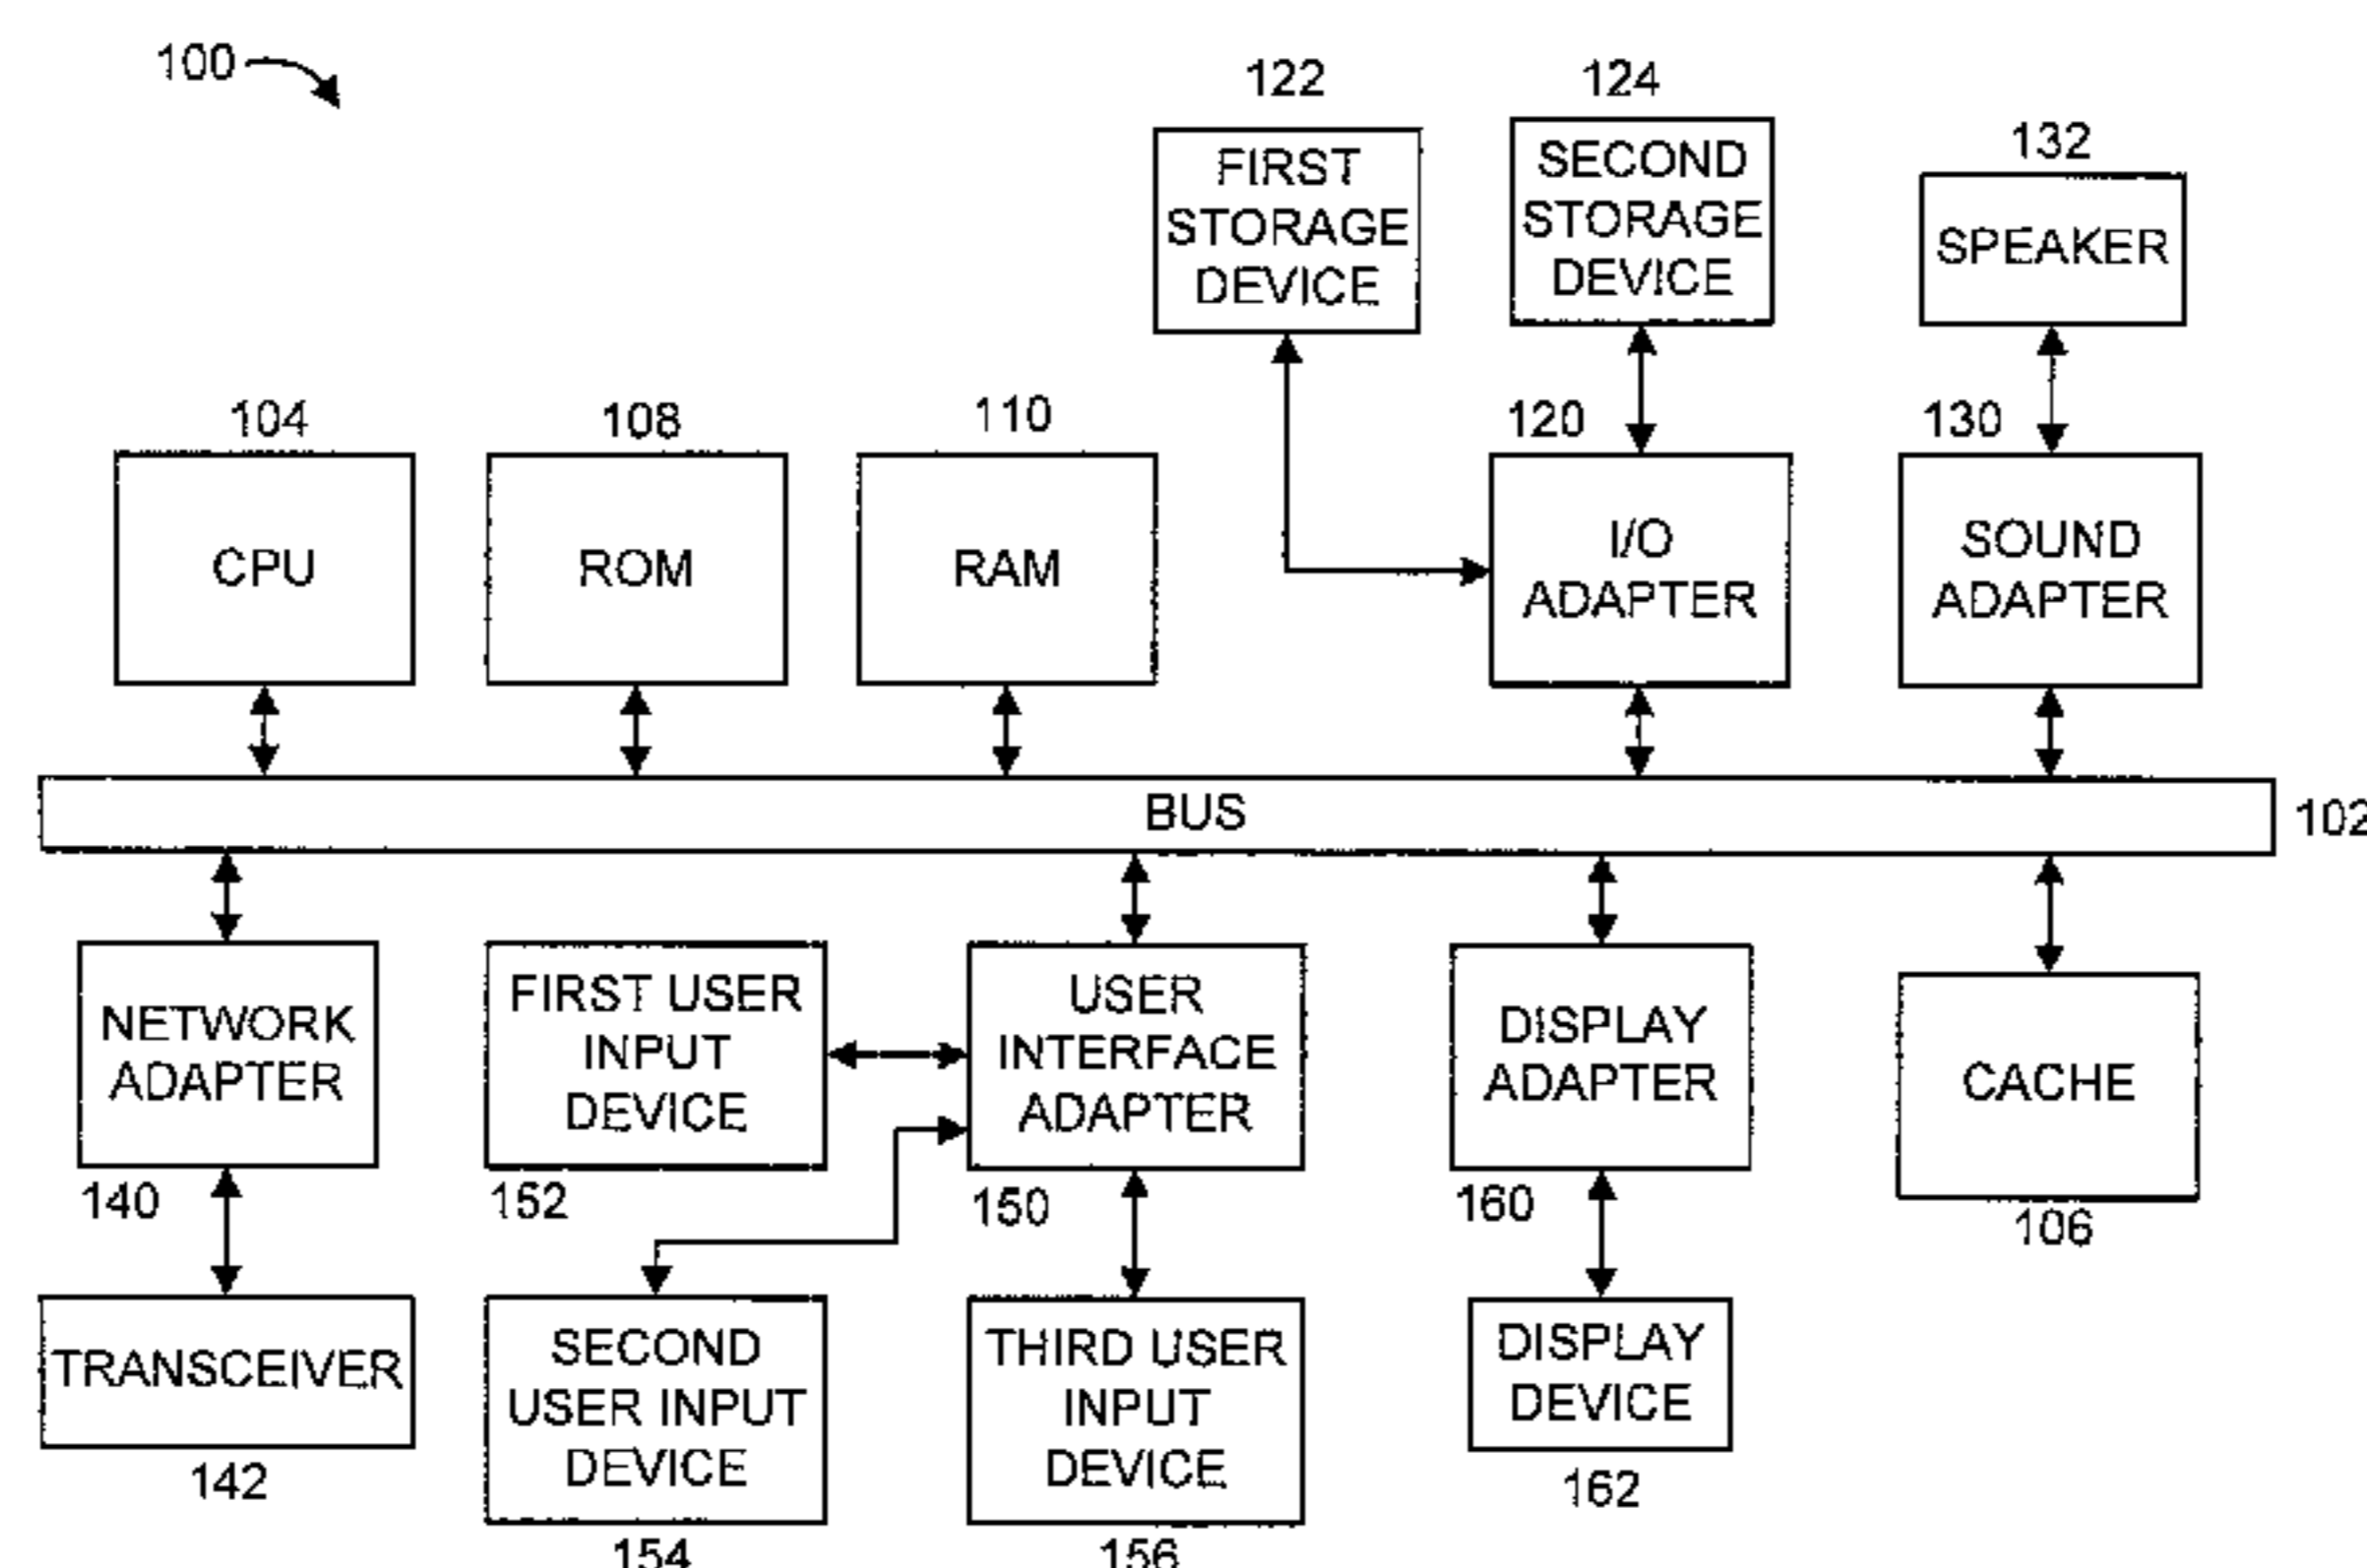 100
122
124
132
FIRST
STORAGE
DEVICE
SECOND
STORAGE
DEVICE
SPEAKER
104
108
110
120
130
CPU
ROM
RAM
I/O
ADAPTER
SOUND
ADAPTER
BUS
102
NETWORK
ADAPTER
FIRST USER
INPUT
DEVICE
USER
INTERFACE
ADAPTER
DISPLAY
ADAPTER
CACHE
140
152
150
160
106
TRANSCEIVER
SECOND
USER INPUT
DEVICE
THIRD USER
INPUT
DEVICE
DISPLAY
DEVICE
142
154
156
162